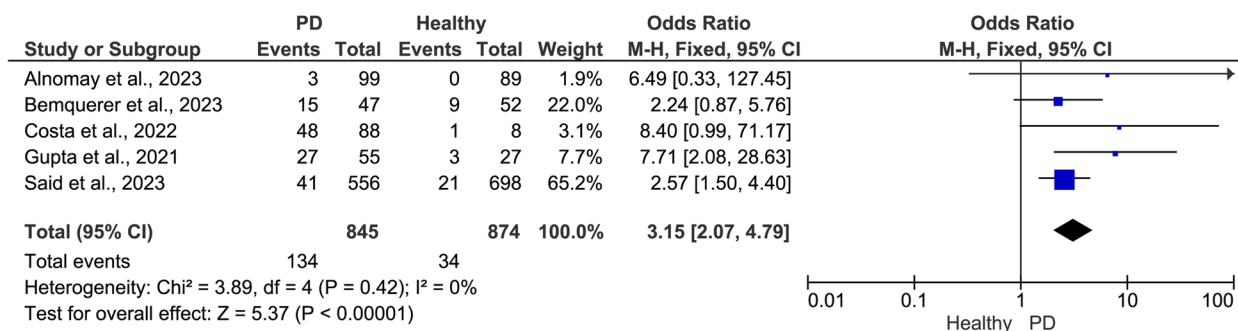 PD Healthy Odds Ratio Odds Ratio
Study or Subgroup Events Total Events Total Weight M-H, Fixed, 95% CI M-H, Fixed, 95% CI
Alnomay et al., 2023 3 99 0 89 1.9% 6.49 [0.33, 127.45]
Bemquerer et al., 2023 15 47 9 52 22.0% 2.24 [0.87, 5.76]
Costa et al., 2022 48 88 1 8 3.1% 8.40 [0.99, 71.17]
Gupta et al., 2021 27 55 3 27 7.7% 7.71 [2.08, 28.63]
Said et al., 2023 41 556 21 698 65.2% 2.57 [1.50, 4.40]
Total (95% CI) 845 874 100.0% 3.15 [2.07, 4.79]
Total events 134 34
Heterogeneity: Chi² = 3.89, df = 4 (P = 0.42); I² = 0%
Test for overall effect: Z = 5.37 (P < 0.00001)
0.01 0.1 1 10 100
Healthy PD